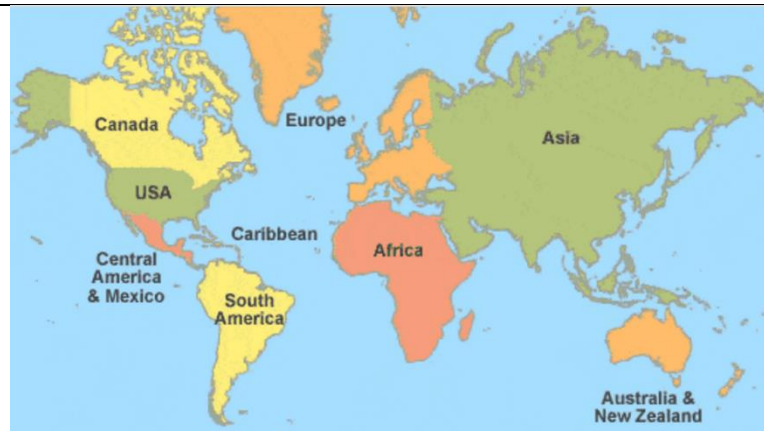 Canada
Europe
Asia
USA
Caribbean
Africa
Central
America
& Mexico
South
America
Australia &
New Zealand